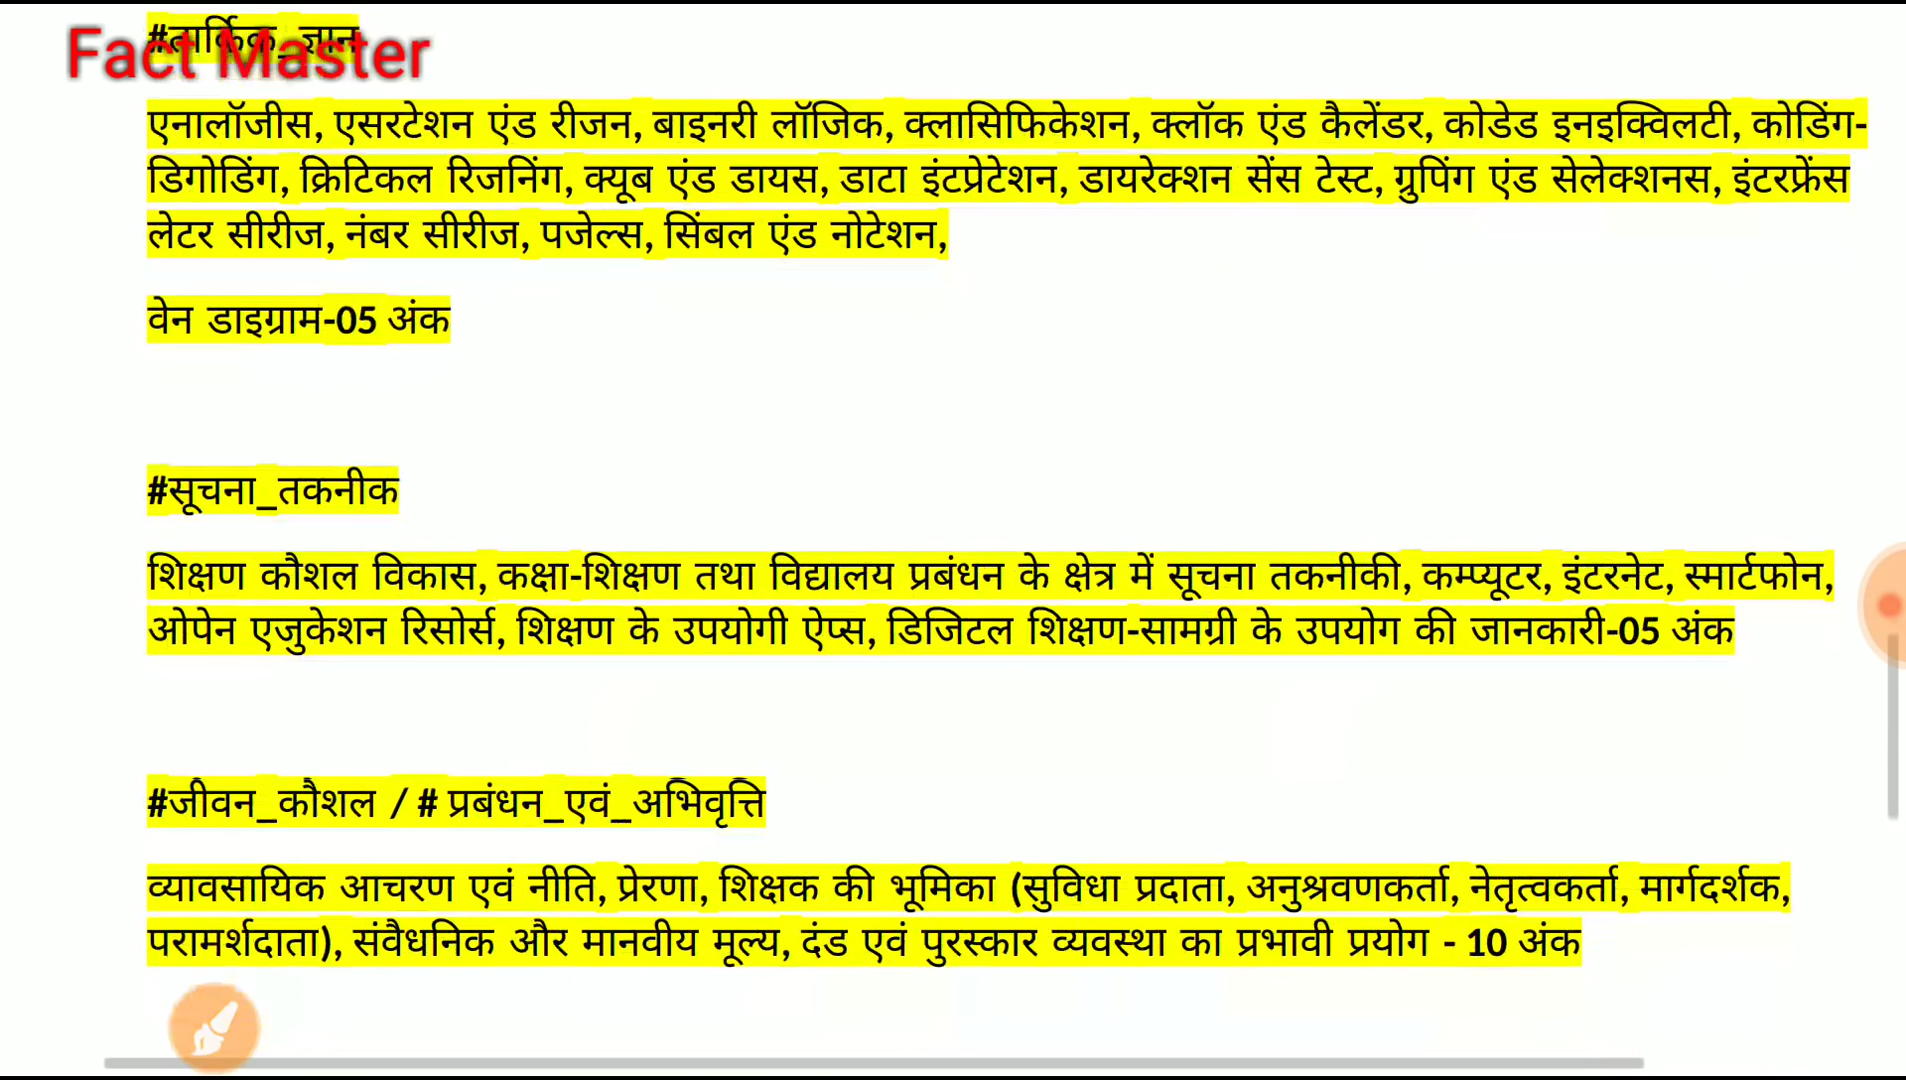 #तार्किक_ज्ञान
Fact Master
एनालॉजीस, एसरटेशन एंड रीजन, बाइनरी लॉजिक, क्लासिफिकेशन, क्लॉक एंड कैलेंडर, कोडेड इनइक्विलटी, कोडिंग-
डिगोडिंग, क्रिटिकल रिजनिंग, क्यूब एंड डायस, डाटा इंटप्रेटेशन, डायरेक्शन सेंस टेस्ट, ग्रुपिंग एंड सेलेक्शनस, इंटरफ्रेंस
लेटर सीरीज, नंबर सीरीज, पजेल्स, सिंबल एंड नोटेशन,
वेन डाइग्राम-05 अंक
#सूचना_तकनीक
शिक्षण कौशल विकास, कक्षा-शिक्षण तथा विद्यालय प्रबंधन के क्षेत्र में सूचना तकनीकी, कम्प्यूटर, इंटरनेट, स्मार्टफोन,
ओपेन एजुकेशन रिसोर्स, शिक्षण के उपयोगी ऐप्स, डिजिटल शिक्षण-सामग्री के उपयोग की जानकारी-05 अंक
#जीवन_कौशल / # प्रबंधन_एवं_अभिवृत्ति
व्यावसायिक आचरण एवं नीति, प्रेरणा, शिक्षक की भूमिका (सुविधा प्रदाता, अनुश्रवणकर्ता, नेतृत्वकर्ता, मार्गदर्शक,
परामर्शदाता), संवैधनिक और मानवीय मूल्य, दंड एवं पुरस्कार व्यवस्था का प्रभावी प्रयोग - 10 अंक